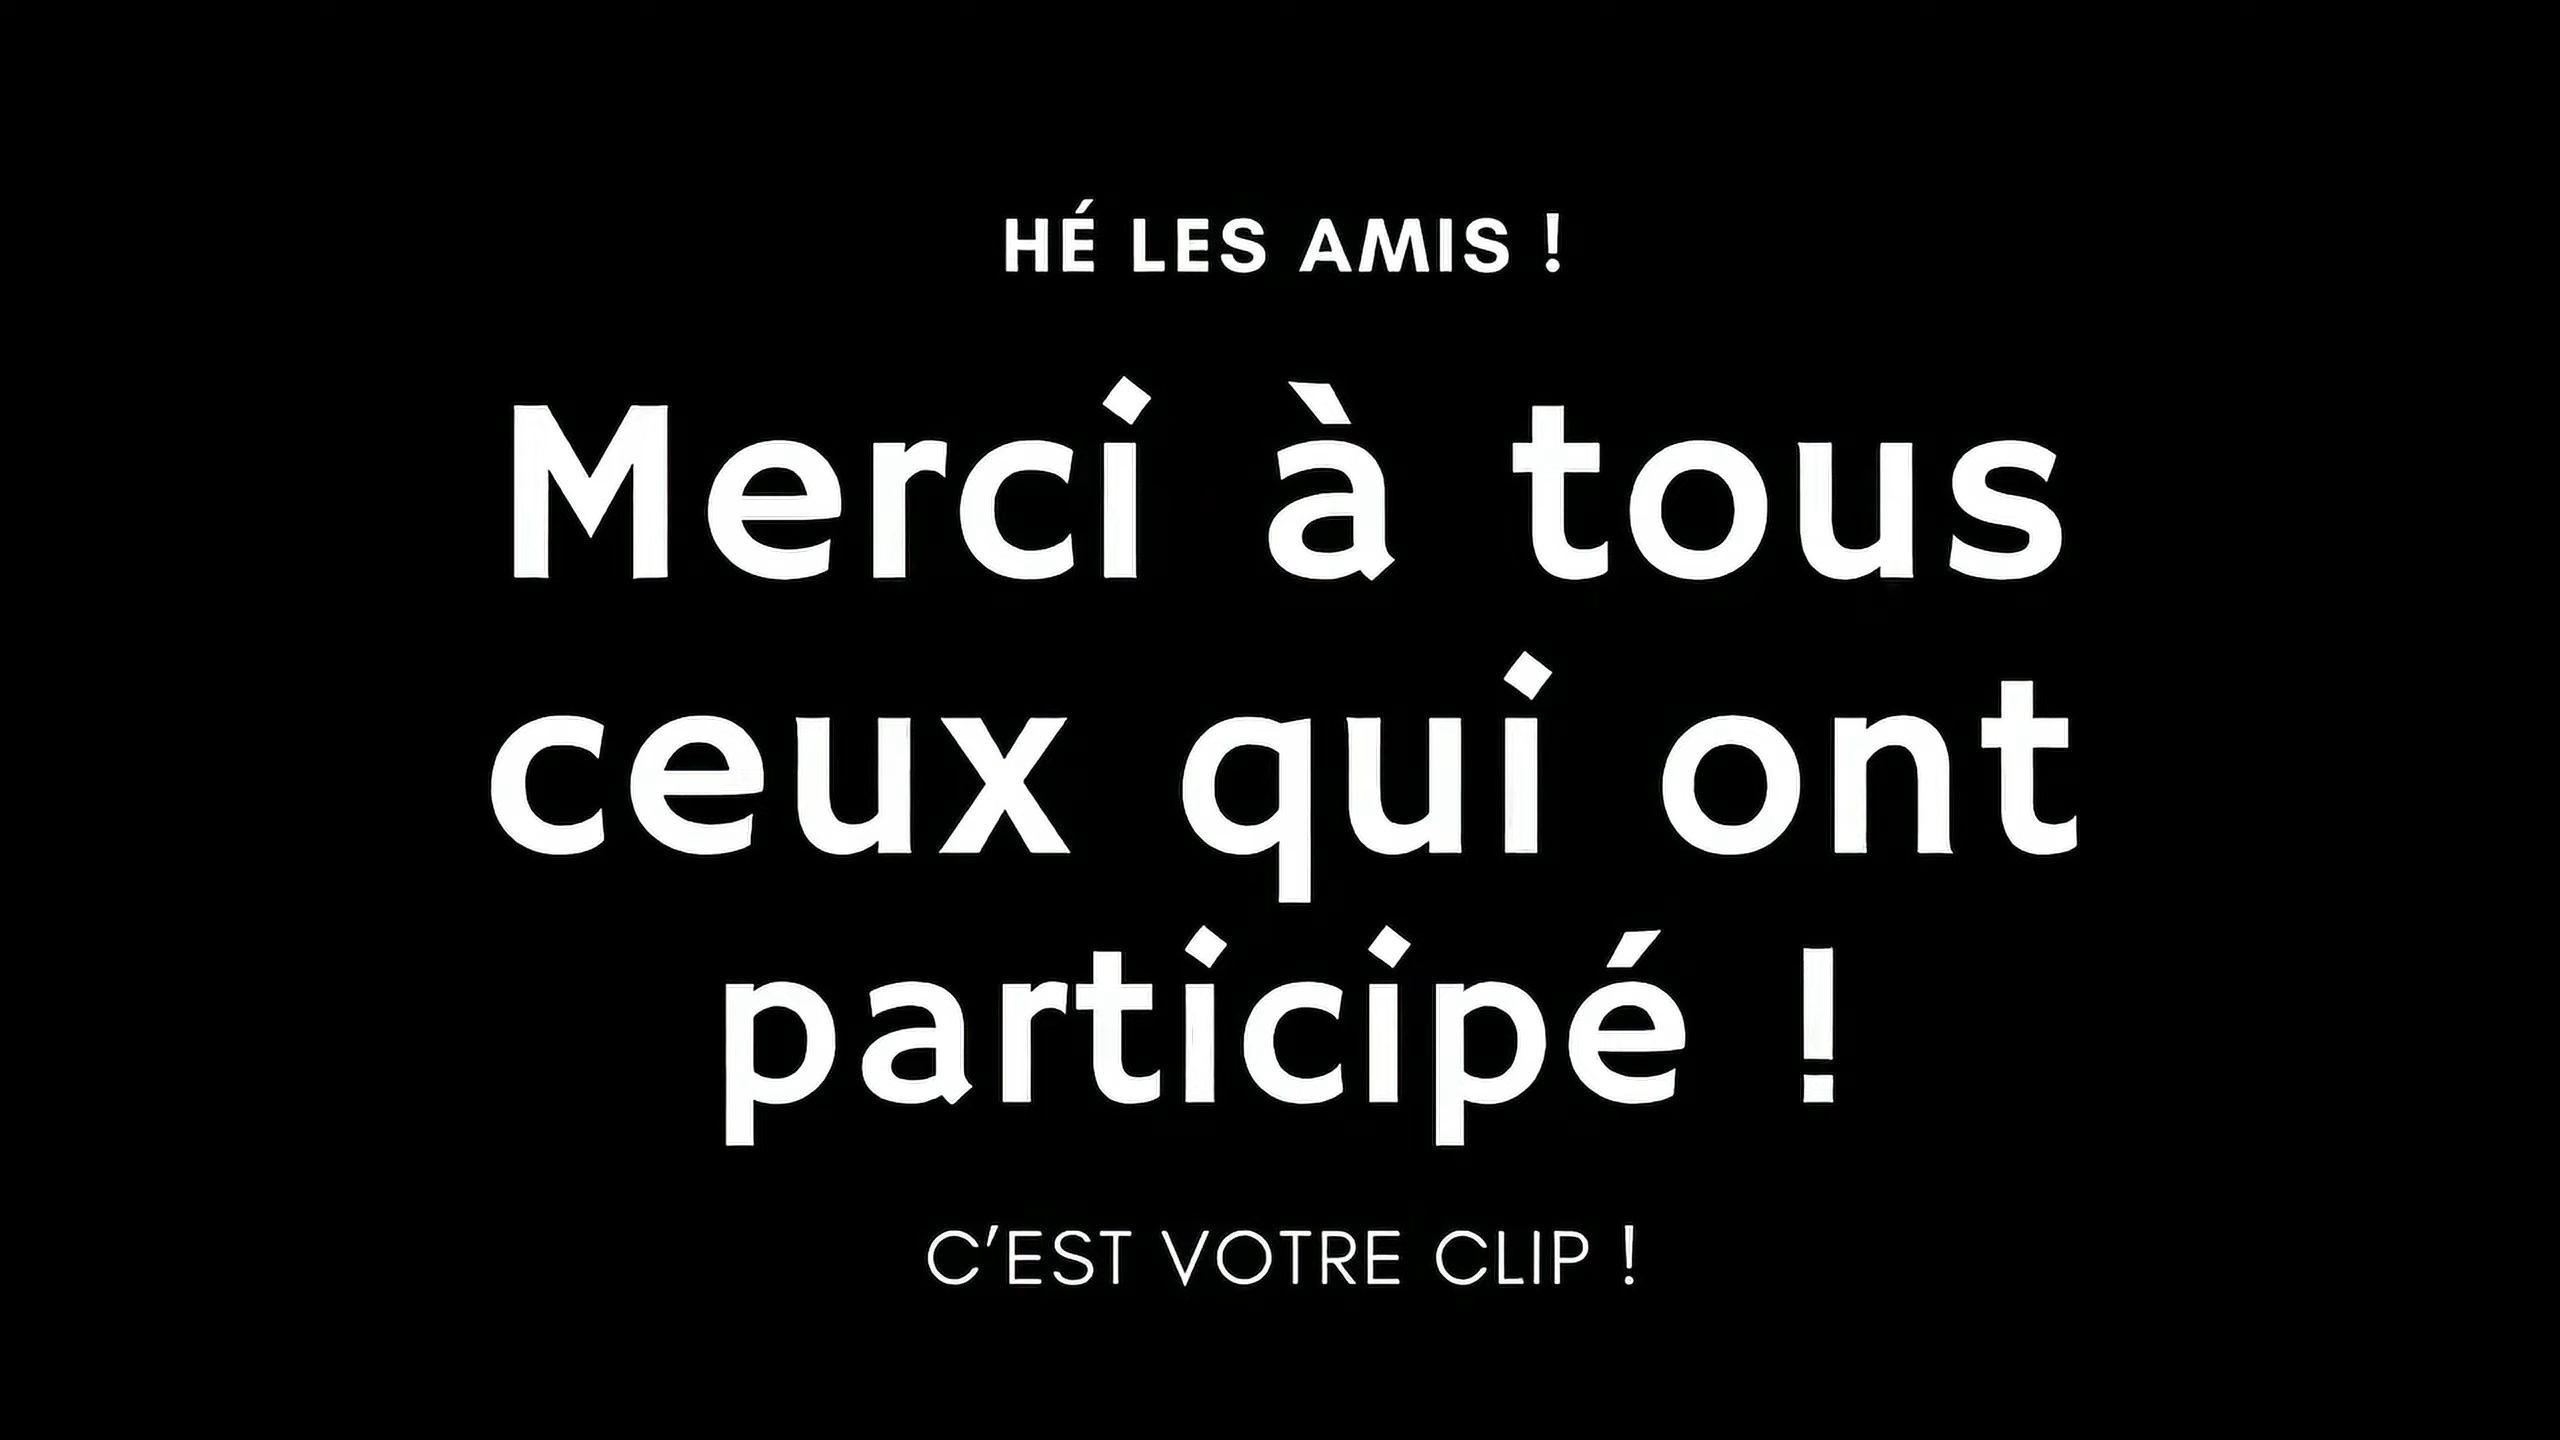 HÉ LES AMIS !
Merci à tous
ceux qui ont
participé !
C'EST VOTRE CLIP !